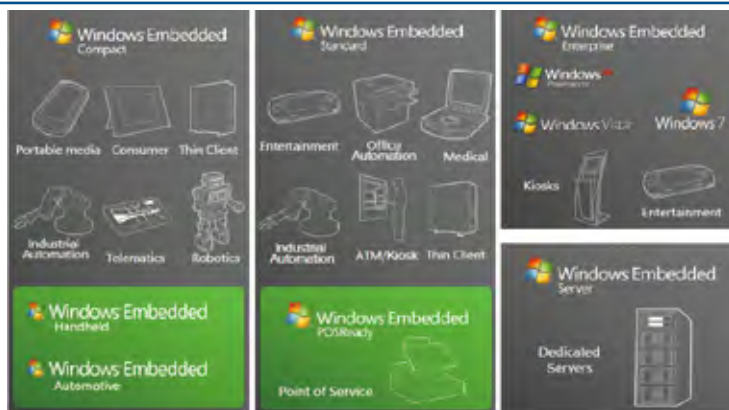 Windows Embedded
Compact
Portable media Consumer Thin Client
Industrial
Automation
Telematics
Robotics
Windows Embedded
Handheld
Windows Embedded
Automotive
Windows Embedded
Standard
Entertainment
Office
Automation
Medical
Industrial
Automation
ATM/Kiosk
Thin Client
Windows Embedded
POSReady
Point of Service
Windows Embedded
Enterprise
Windows
Windows Vista
Windows 7
Kiosks
Entertainment
Windows Embedded
Server
Dedicated
Servers